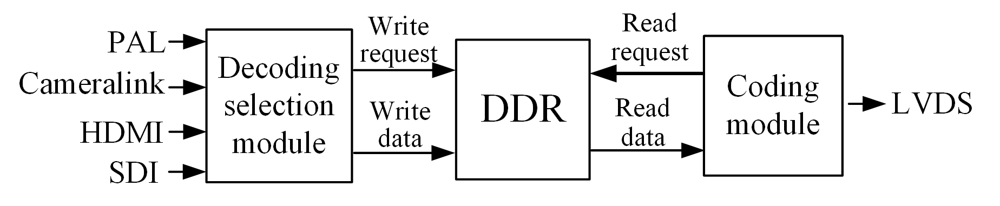 PAL
Cameralink
HDMI
SDI
Decoding
selection
module
Write
request
Write
data
DDR
Read
request
Read
data
Coding
module
LVDS